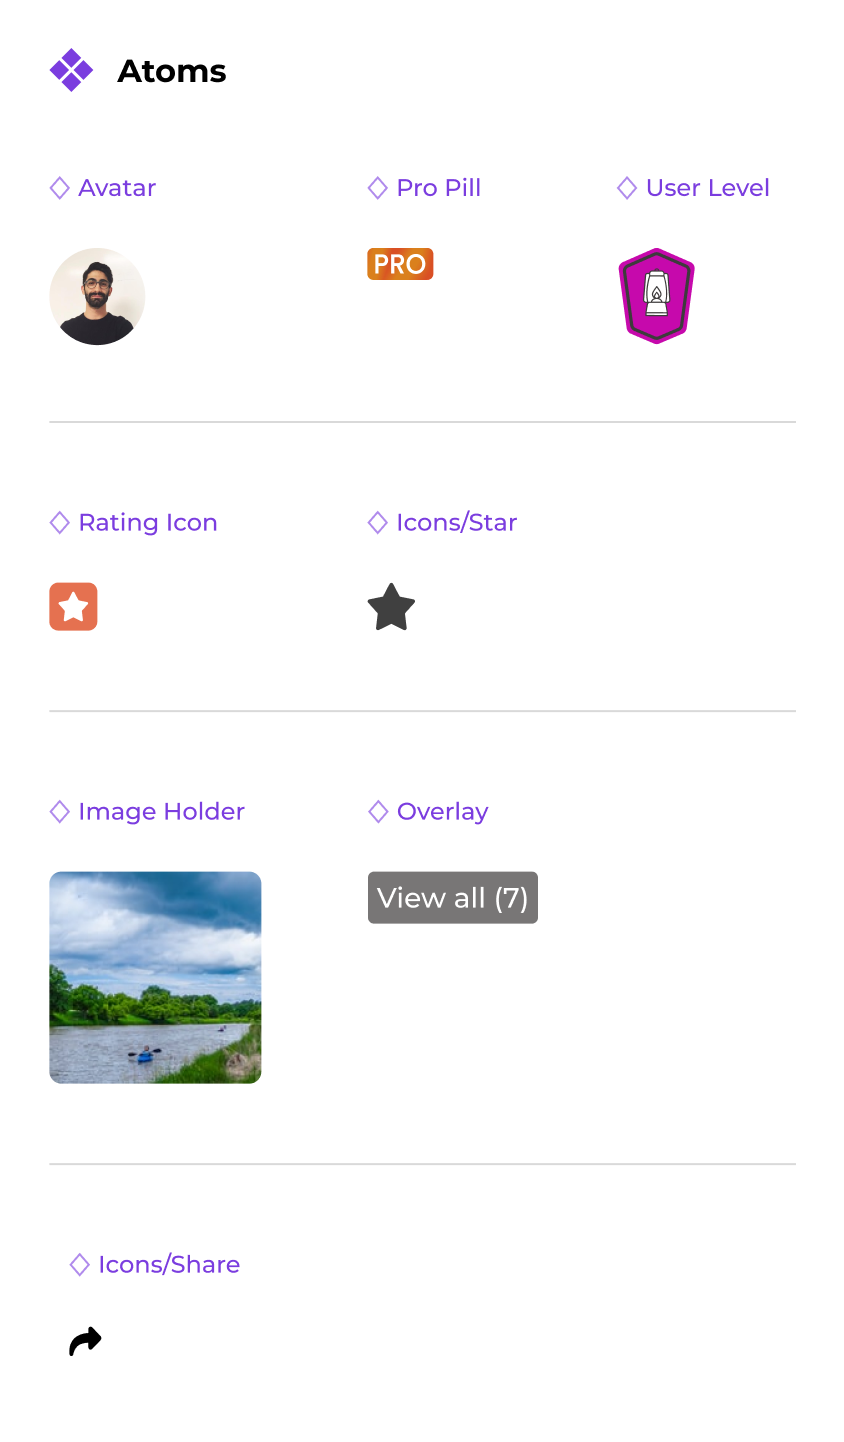 Atoms
Avatar
Pro Pill
User Level
PRO
Rating Icon
Icons/Star
Image Holder
Overlay
View all (7)
Icons/Share